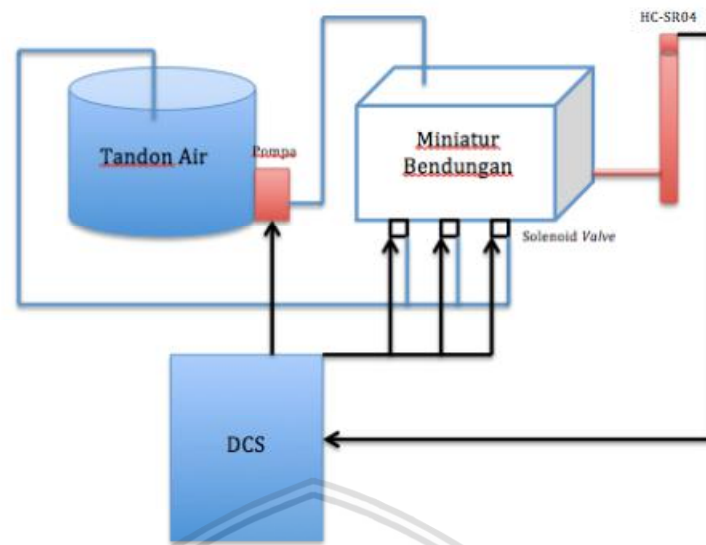 HC-SR04
Tandon Air
Pompa
Miniatur
Bendungan
Solenoid Valve
DCS